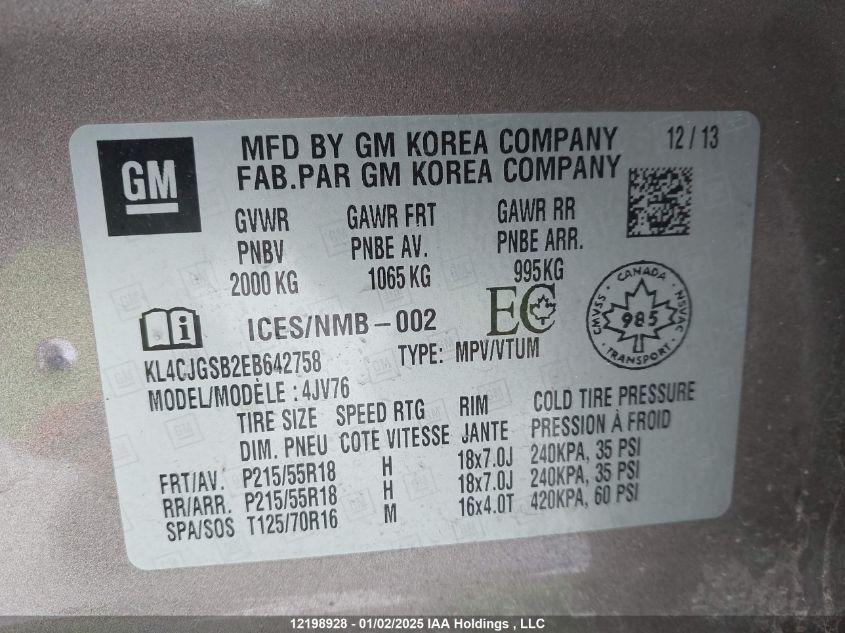 GM
MFD BY GM KOREA COMPANY 12 / 13
FAB.PAR GM KOREA COMPANY
GVWR GAWR FRT GAWR RR
PNBV PNBE AV. PNBE ARR.
2000 KG 1065 KG 995 KG
ICES/NMB-002 EC
CANADA
CMVSS 985 NSVAC
TRANSPORT
KL4CJGSB2EB642758 TYPE: MPV/VTUM
MODEL/MODÈLE : 4JV76
TIRE SIZE SPEED RTG RIM COLD TIRE PRESSURE
DIM. PNEU COTE VITESSE JANTE PRESSION À FROID
FRT/AV. P215/55R18 H 18x7.0J 240KPA, 35 PSI
RR/ARR. P215/55R18 H 18x7.0J 240KPA, 35 PSI
SPA/SOS T125/70R16 M 16x4.0T 420KPA, 60 PSI
12198928 - 01/02/2025 IAA Holdings , LLC